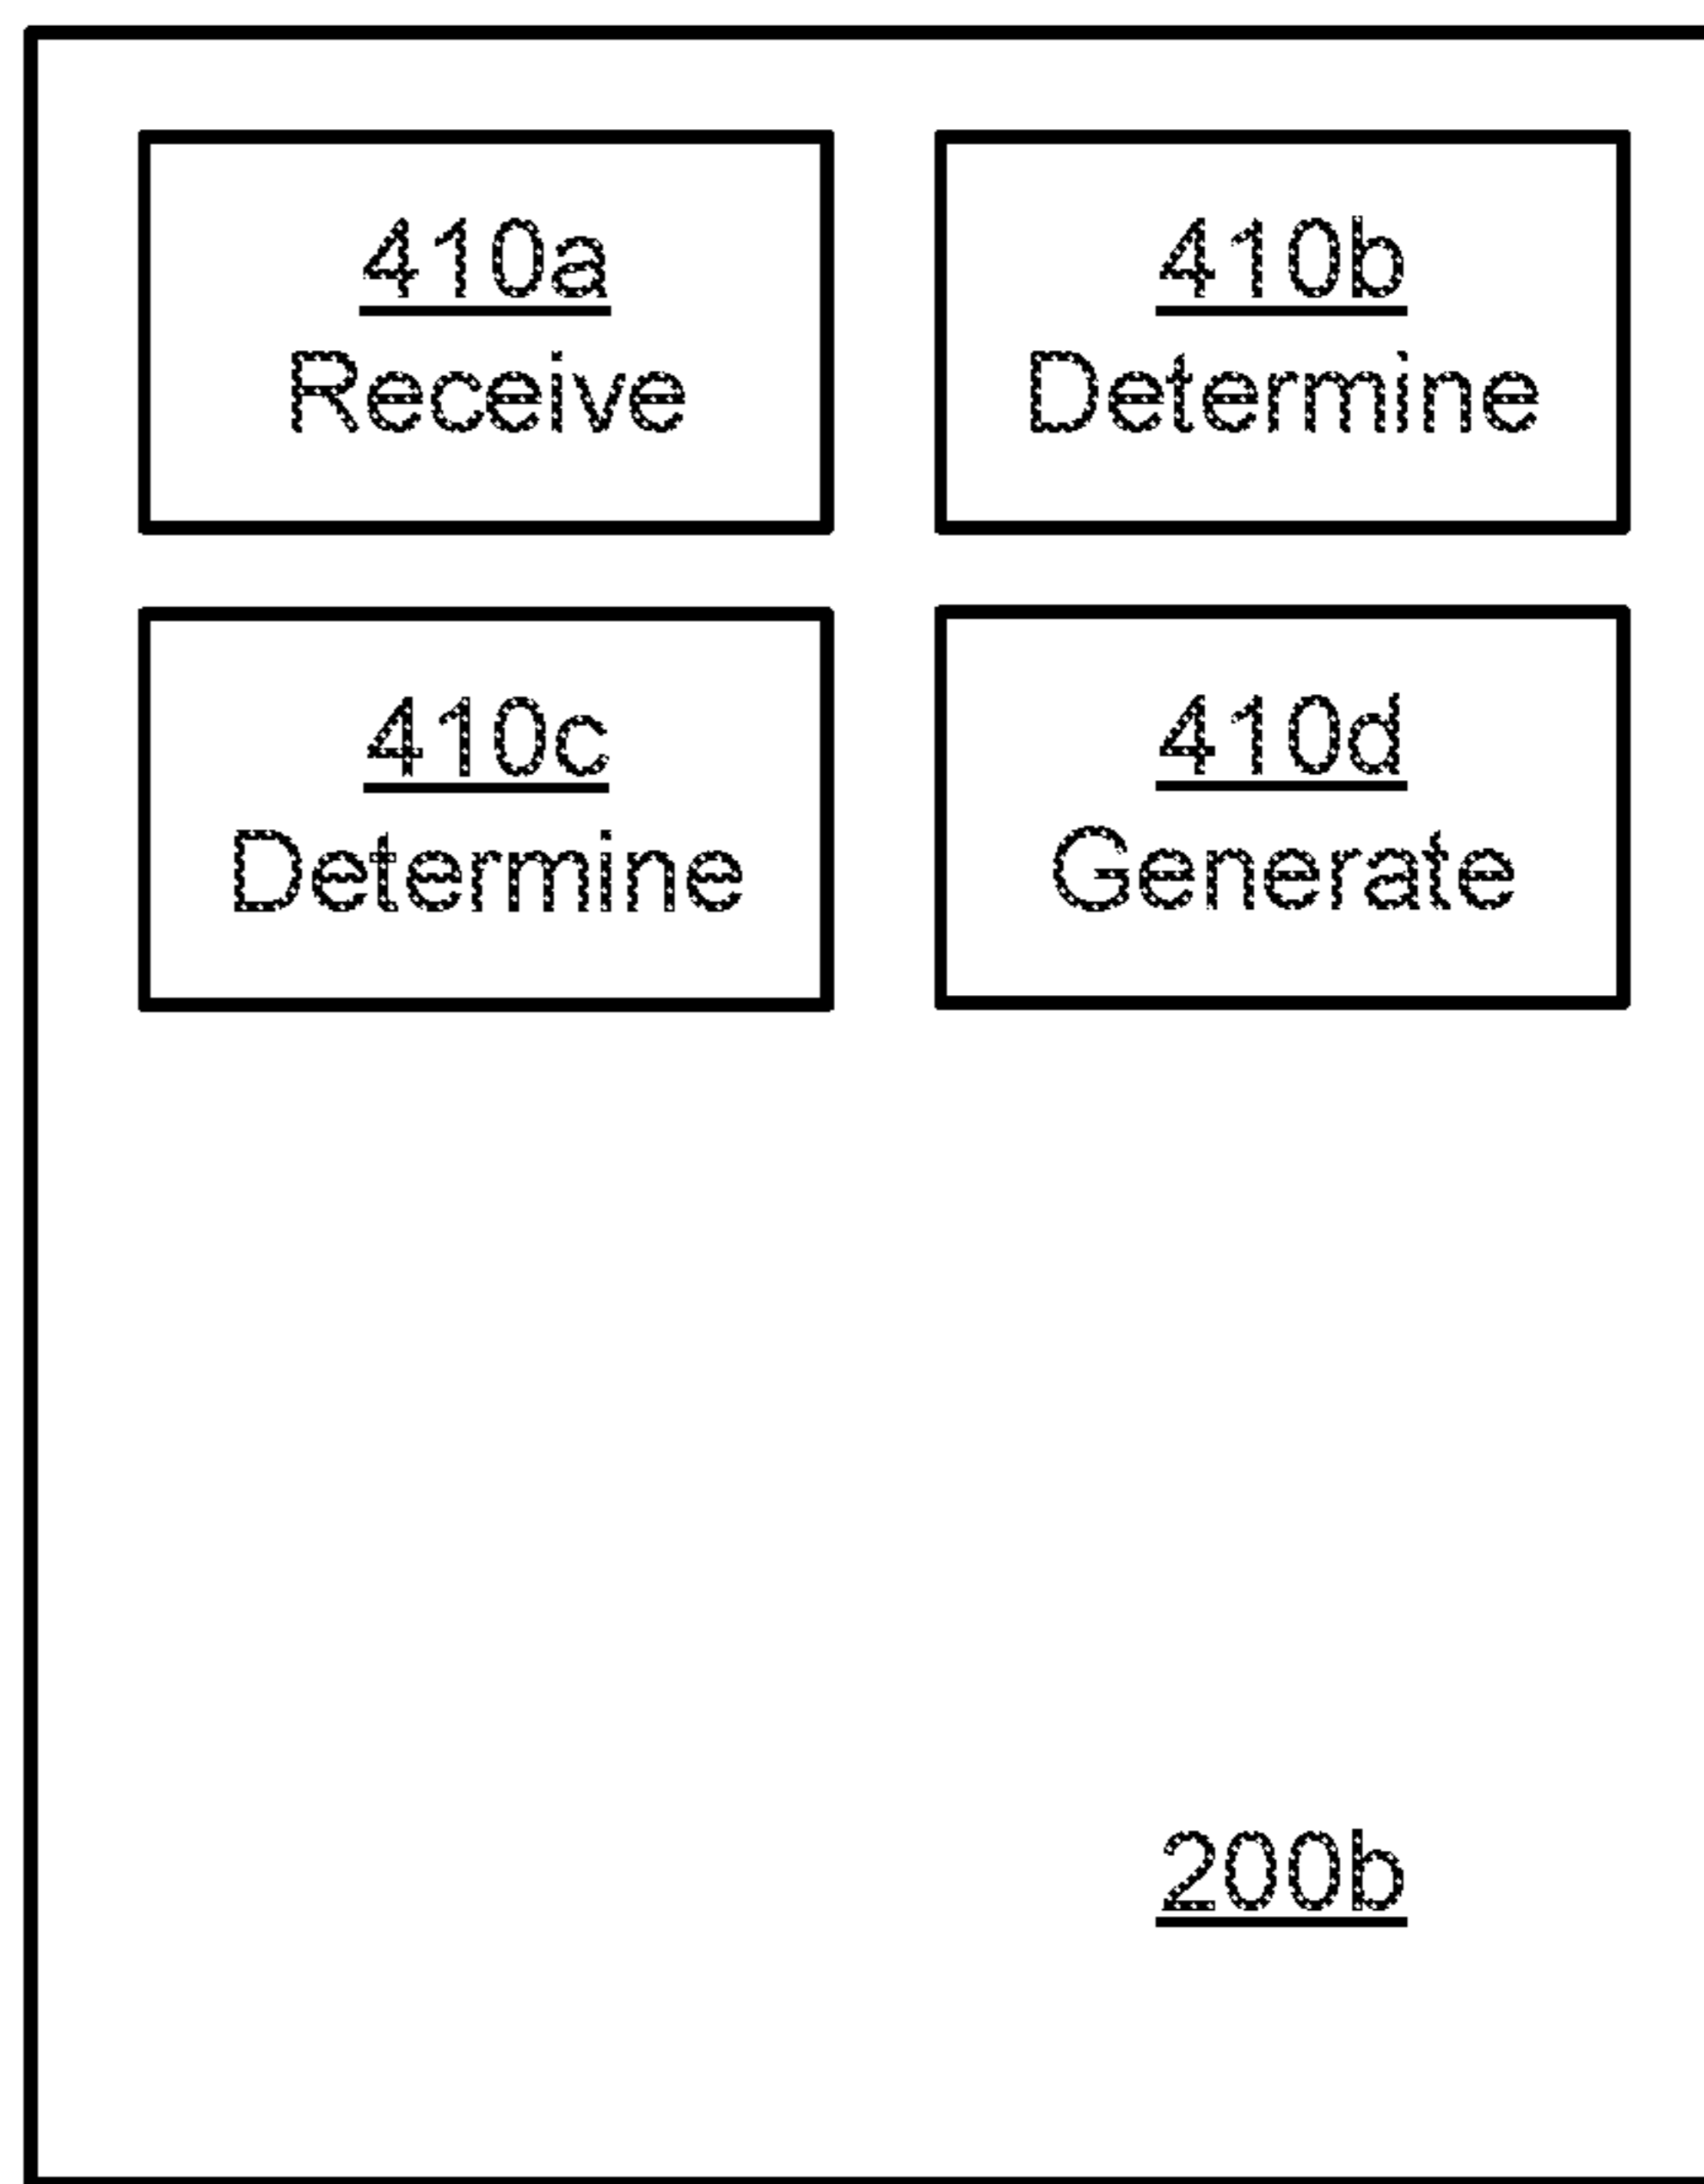 410a
Receive
410b
Determine
410c
Determine
410d
Generate
200b